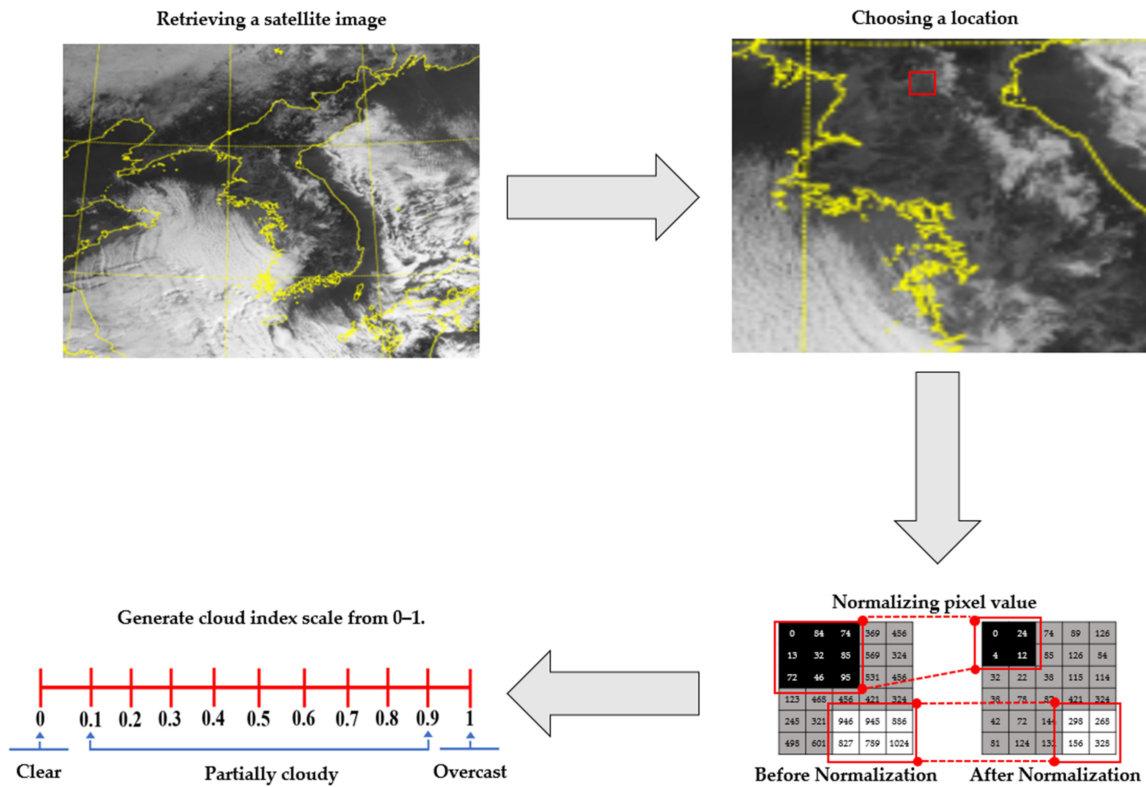 Retrieving a satellite image
Choosing a location
Normalizing pixel value
0 84 74 369 456
13 32 85 569 324
72 46 95 531 456
123 468 456 421 324
245 321 946 945 886
498 601 827 789 1024
Before Normalization
0 24 74 89 126
4 12 85 126 84
32 22 38 115 114
38 78 87 421 324
42 72 144 298 268
81 124 132 156 328
After Normalization
Generate cloud index scale from 0–1.
0 0.1 0.2 0.3 0.4 0.5 0.6 0.7 0.8 0.9 1
Clear Partially cloudy Overcast